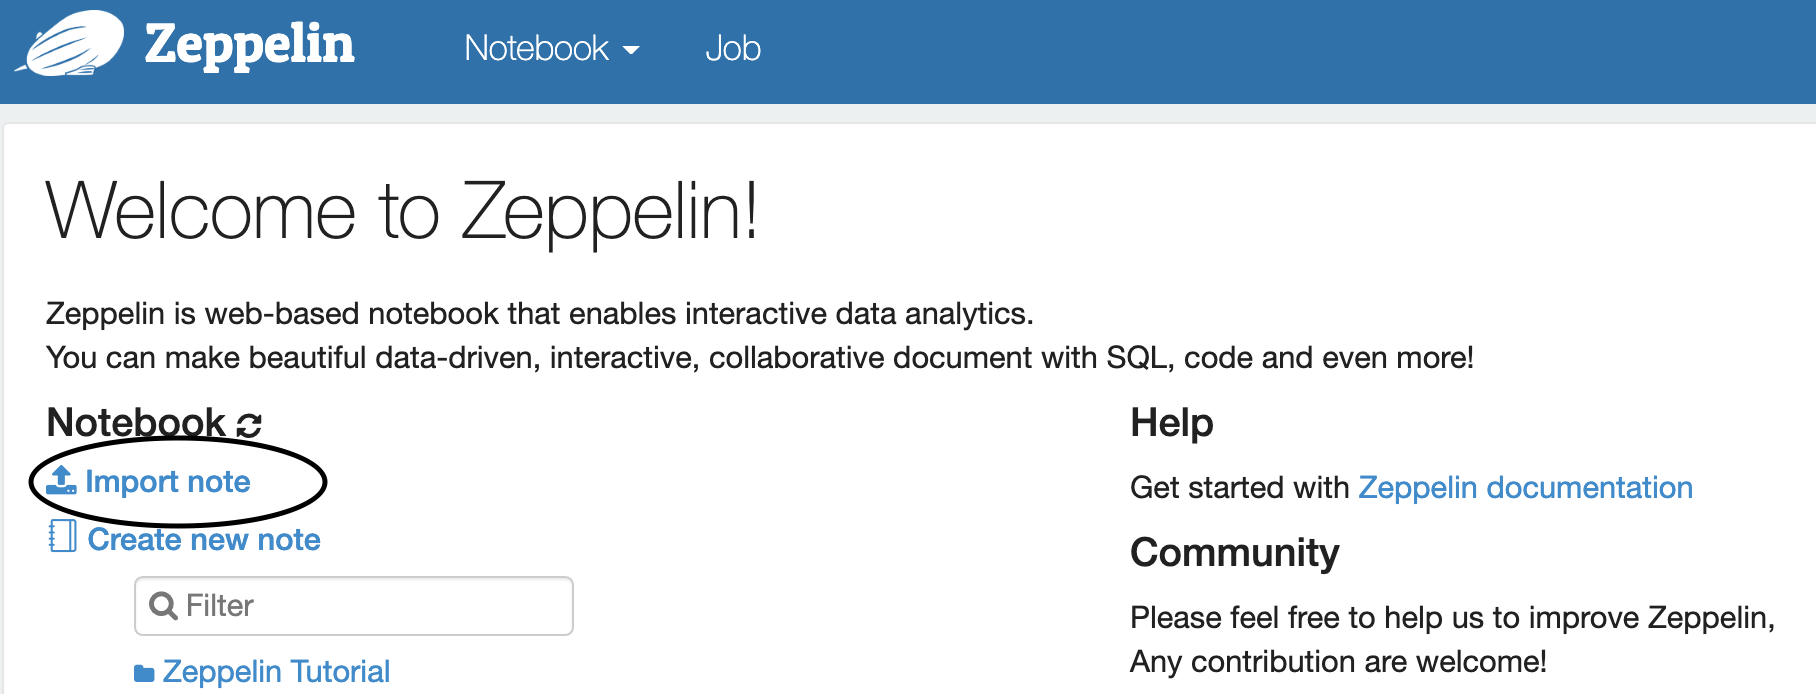 Zeppelin
Notebook
Job
Welcome to Zeppelin!
Zeppelin is web-based notebook that enables interactive data analytics.
You can make beautiful data-driven, interactive, collaborative document with SQL, code and even more!
Notebook
Import note
Create new note
Filter
Zeppelin Tutorial
Help
Get started with Zeppelin documentation
Community
Please feel free to help us to improve Zeppelin,
Any contribution are welcome!